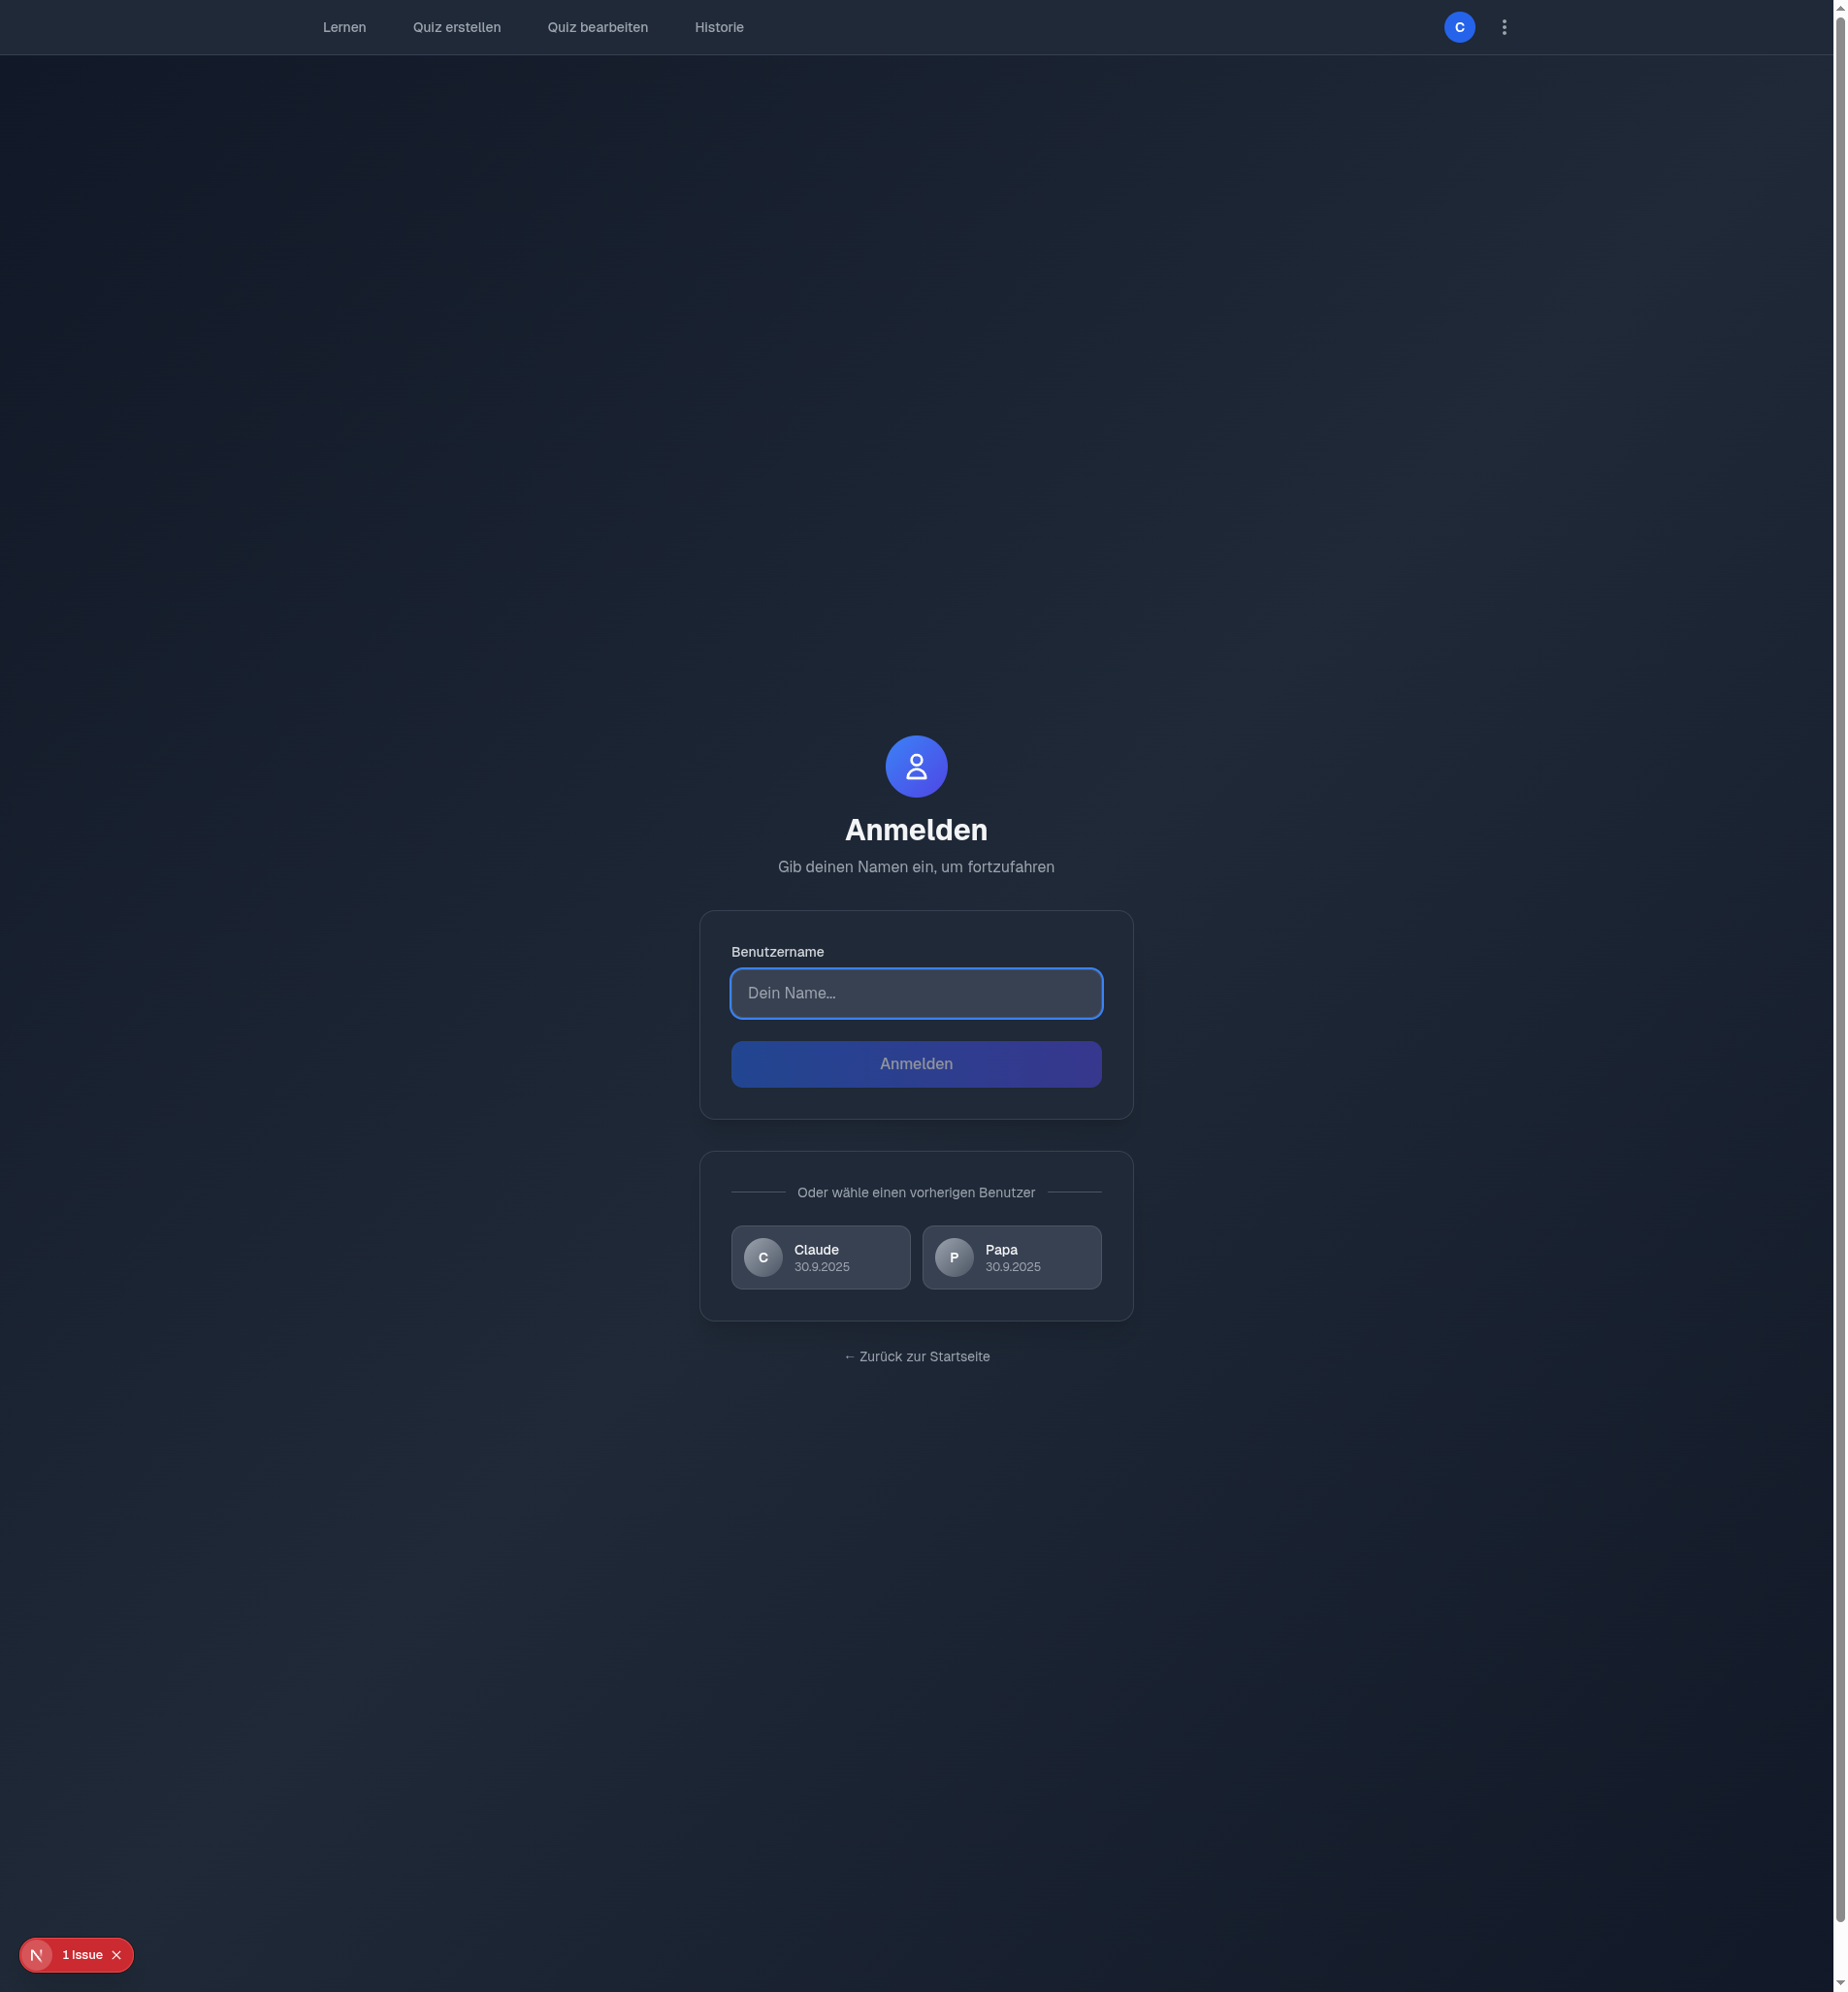 Lernen Quiz erstellen Quiz bearbeiten Historie C
Anmelden
Gib deinen Namen ein, um fortzufahren
Benutzername
Dein Name...
Anmelden
Oder wähle einen vorherigen Benutzer
C Claude
30.9.2025
P Papa
30.9.2025
← Zurück zur Startseite
N 1 Issue